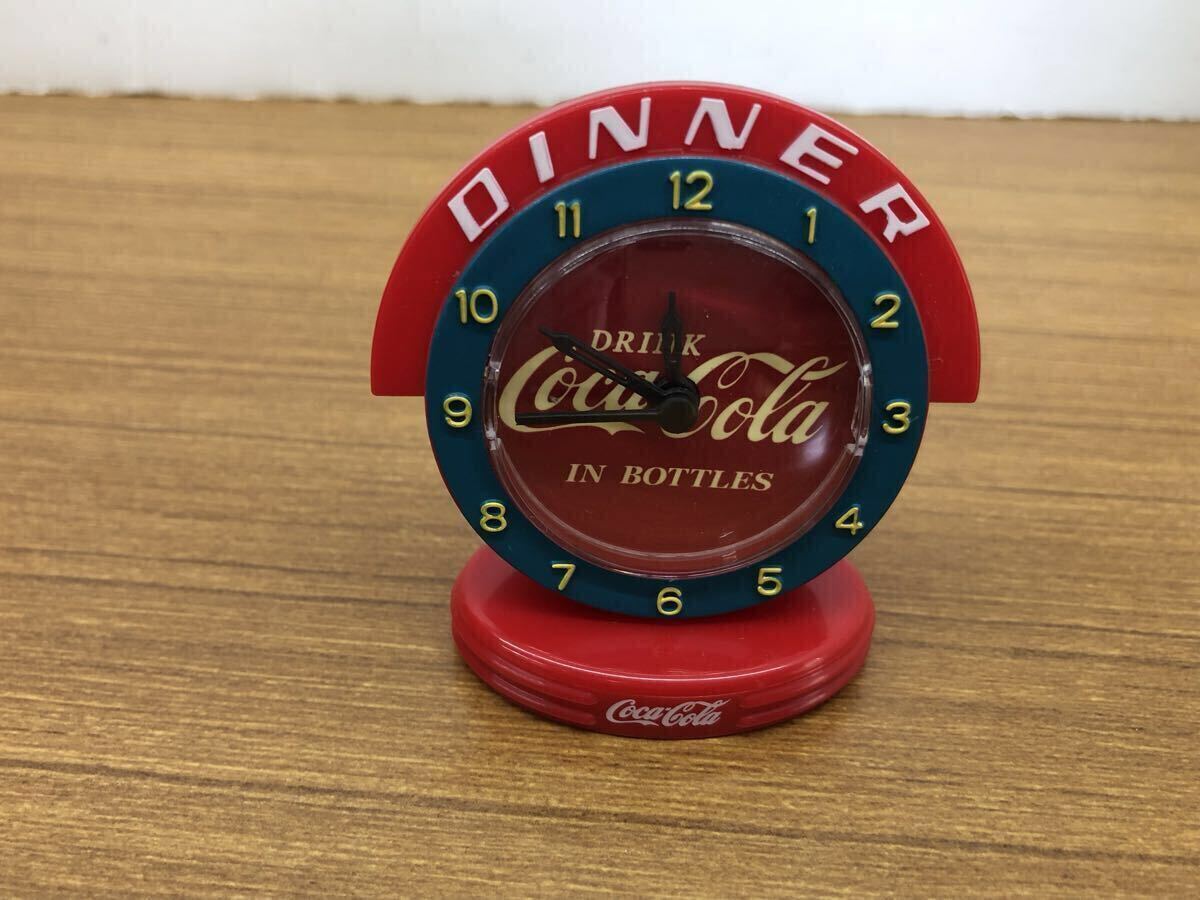 DINNER
12
1
2
3
4
5
6
7
8
9
10
11
DRINK
Coca-Cola
IN BOTTLES
Coca-Cola